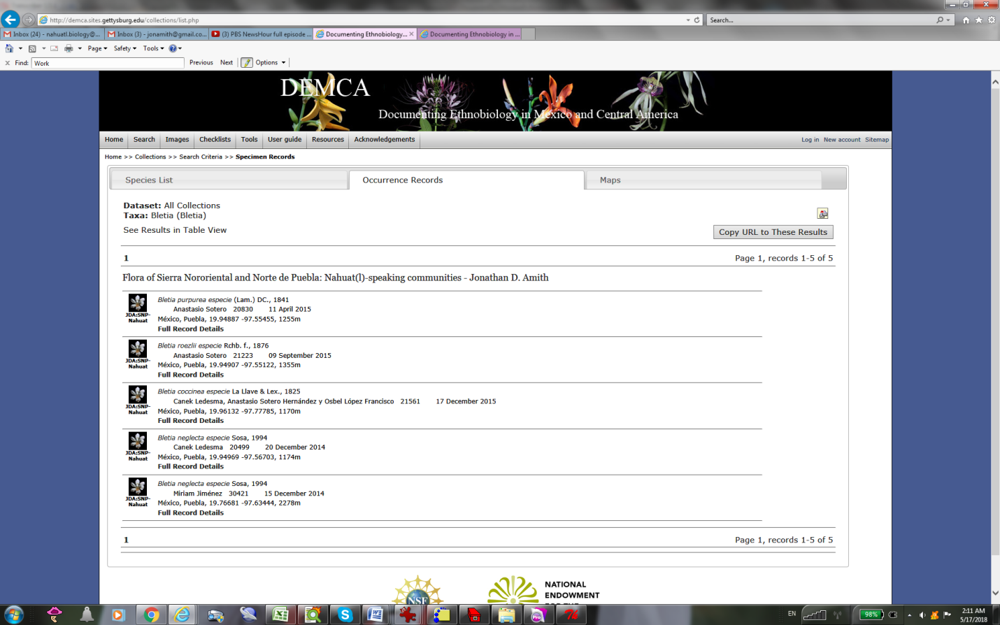 http://demca.sites.gettysburg.edu/collections/list.php
Search...
Inbox (24) - nahuatl.biology@...
Inbox (3) - jonamith@gmail.co...
(3) PBS NewsHour full episode ...
Documenting Ethnobiology...
Documenting Ethnobiology in ...
Page Safety Tools
Find: Work Previous Next Options
DEMCA
Documenting Ethnobiology in Mexico and Central America
Home Search Images Checklists Tools User guide Resources Acknowledgements Log in New account Sitemap
Home >> Collections >> Search Criteria >> Specimen Records
Species List Occurrence Records Maps
Dataset: All Collections
Taxa: Bletia (Bletia)
See Results in Table View
Copy URL to These Results
1 Page 1, records 1-5 of 5
Flora of Sierra Nororiental and Norte de Puebla: Nahuat(l)-speaking communities - Jonathan D. Amith
JDA:SNP-
Nahuat
Bletia purpurea especie (Lam.) DC., 1841
Anastasio Sotero 20830 11 April 2015
México, Puebla, 19.94887 -97.55455, 1255m
Full Record Details
JDA:SNP-
Nahuat
Bletia roezlii especie Rchb. f., 1876
Anastasio Sotero 21223 09 September 2015
México, Puebla, 19.94907 -97.55122, 1355m
Full Record Details
JDA:SNP-
Nahuat
Bletia coccinea especie La Llave & Lex., 1825
Canek Ledesma, Anastasio Sotero Hernández y Osbel López Francisco 21561 17 December 2015
México, Puebla, 19.96132 -97.77785, 1170m
Full Record Details
JDA:SNP-
Nahuat
Bletia neglecta especie Sosa, 1994
Canek Ledesma 20499 20 December 2014
México, Puebla, 19.94969 -97.56703, 1174m
Full Record Details
JDA:SNP-
Nahuat
Bletia neglecta especie Sosa, 1994
Miriam Jiménez 30421 15 December 2014
México, Puebla, 19.76681 -97.63444, 2278m
Full Record Details
1 Page 1, records 1-5 of 5
NSF
NATIONAL
ENDOWMENT
FOR THE
EN
98%
2:11 AM
5/17/2018